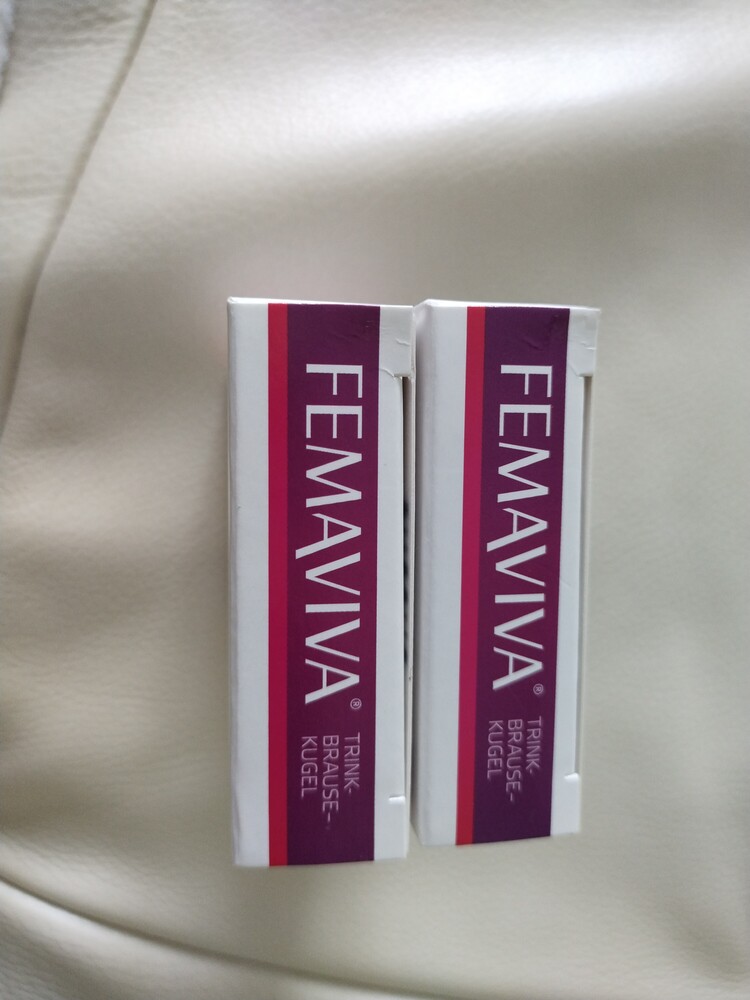 FEMAVIVA®
TRINK-
BRAUSE-
KUGEL
FEMAVIVA®
TRINK-
BRAUSE-
KUGEL